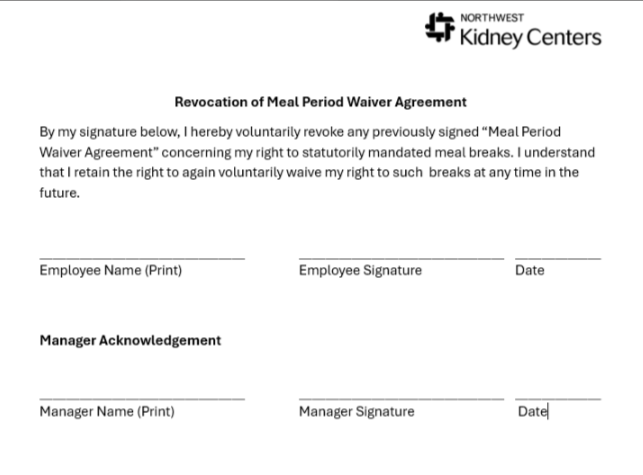 NORTHWEST
Kidney Centers
Revocation of Meal Period Waiver Agreement
By my signature below, I hereby voluntarily revoke any previously signed “Meal Period
Waiver Agreement” concerning my right to statutorily mandated meal breaks. I understand
that I retain the right to again voluntarily waive my right to such breaks at any time in the
future.
Employee Name (Print) Employee Signature Date
Manager Acknowledgement
Manager Name (Print) Manager Signature Date